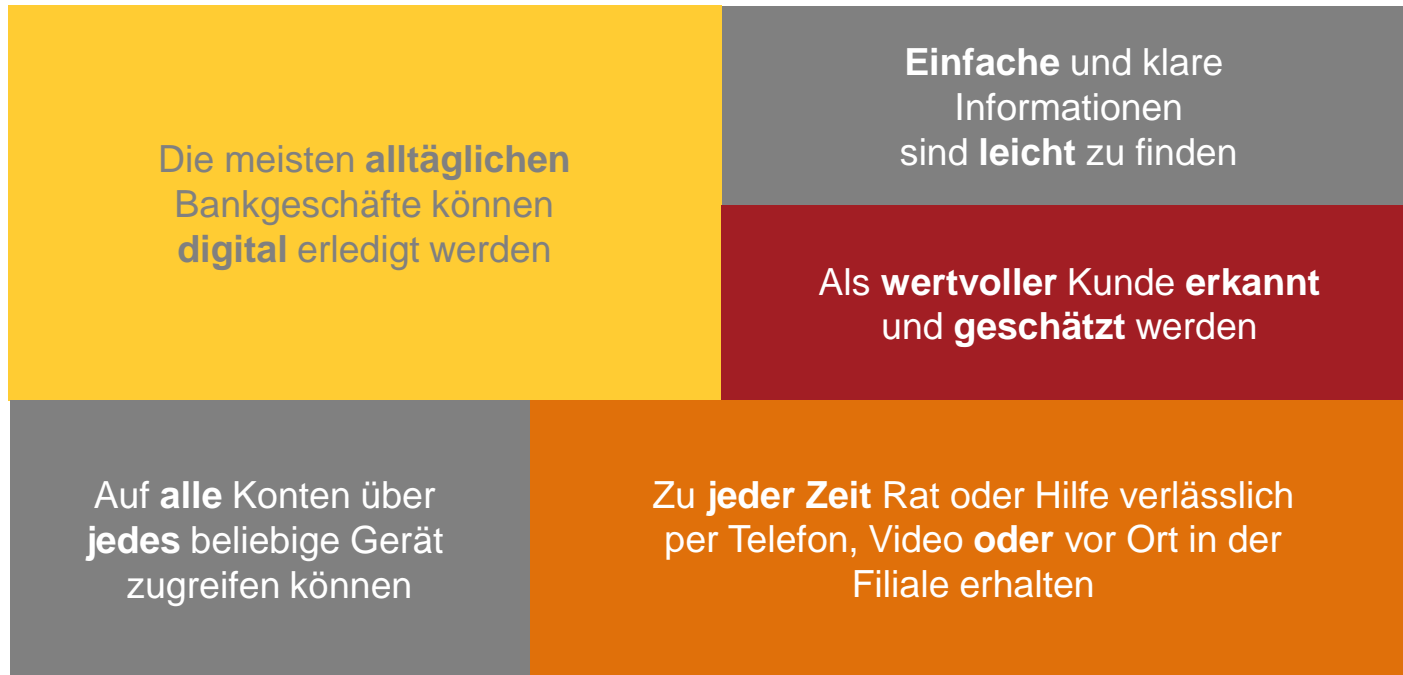 Die meisten alltäglichen
Bankgeschäfte können
digital erledigt werden
Einfache und klare
Informationen
sind leicht zu finden
Als wertvoller Kunde erkannt
und geschätzt werden
Auf alle Konten über
jedes beliebige Gerät
zugreifen können
Zu jeder Zeit Rat oder Hilfe verlässlich
per Telefon, Video oder vor Ort in der
Filiale erhalten